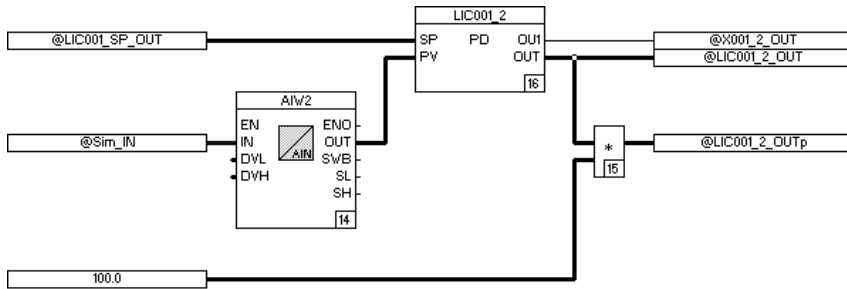 LIC001_2
@LIC001_SP_OUT
SP PD OU1
@X001_2_OUT
PV OUT
@LIC001_2_OUT
16
AIW2
EN ENO
@Sim_IN
IN OUT
AIN
DVL SWB
DVH SL
SH
14
*
15
@LIC001_2_OUTp
100.0